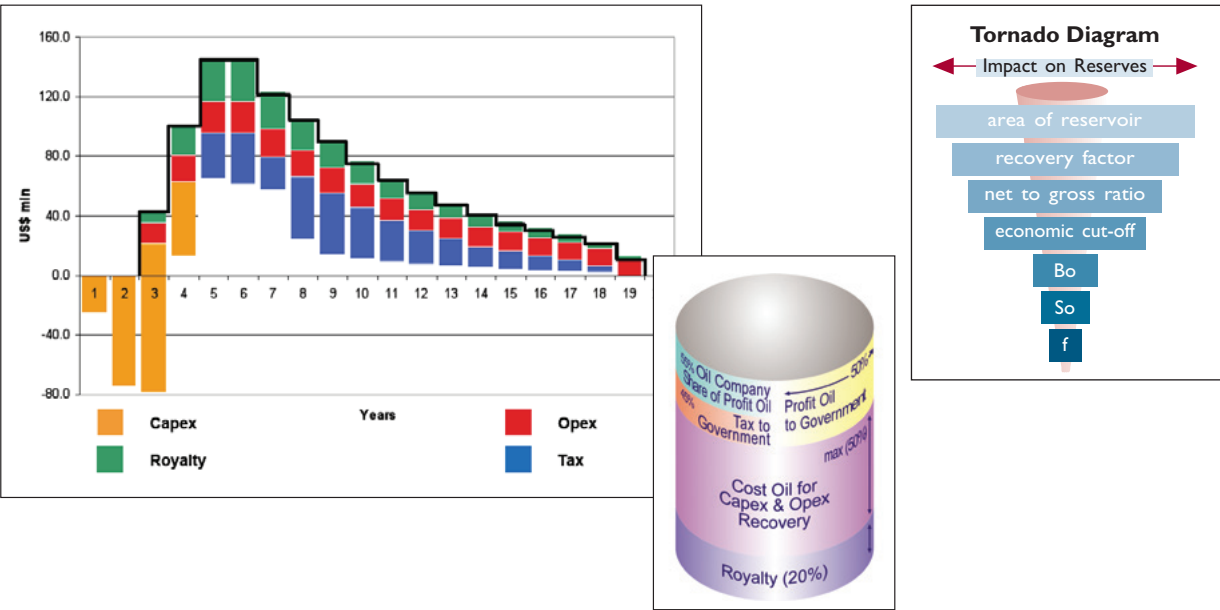 160.0
120.0
80.0
40.0
0.0
-40.0
-80.0
US$ mln
1 2 3 4 5 6 7 8 9 10 11 12 13 14 15 16 17 18 19
Years
Capex
Royalty
Opex
Tax
55% Oil Company
Share of Profit Oil
45%
Tax to
Government
50%
Profit Oil
to Government
max (50%)
Cost Oil for
Capex & Opex
Recovery
Royalty (20%)
Tornado Diagram
Impact on Reserves
area of reservoir
recovery factor
net to gross ratio
economic cut-off
Bo
So
f